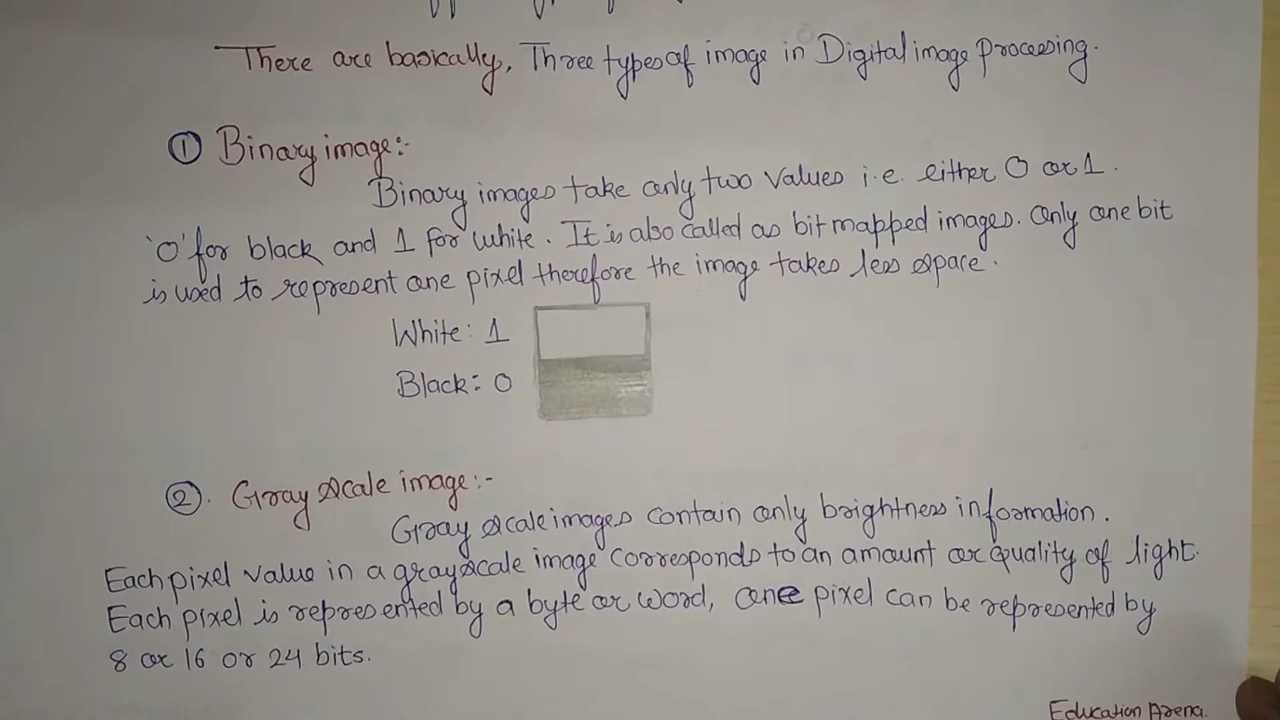 There are basically, Three types of image in Digital image processing.
① Binary image:-
Binary images take only two values i.e. either 0 or 1.
'0' for black and 1 for white. It is also called as bit mapped images. Only one bit
is used to represent one pixel therefore the image takes less space.
White: 1
Black: 0
②. Gray scale image:-
Gray scale images contain only brightness information.
Each pixel value in a grayscale image corresponds to an amount or quality of light.
Each pixel is represented by a byte or word, one pixel can be represented by
8 or 16 or 24 bits.
Education Arena.